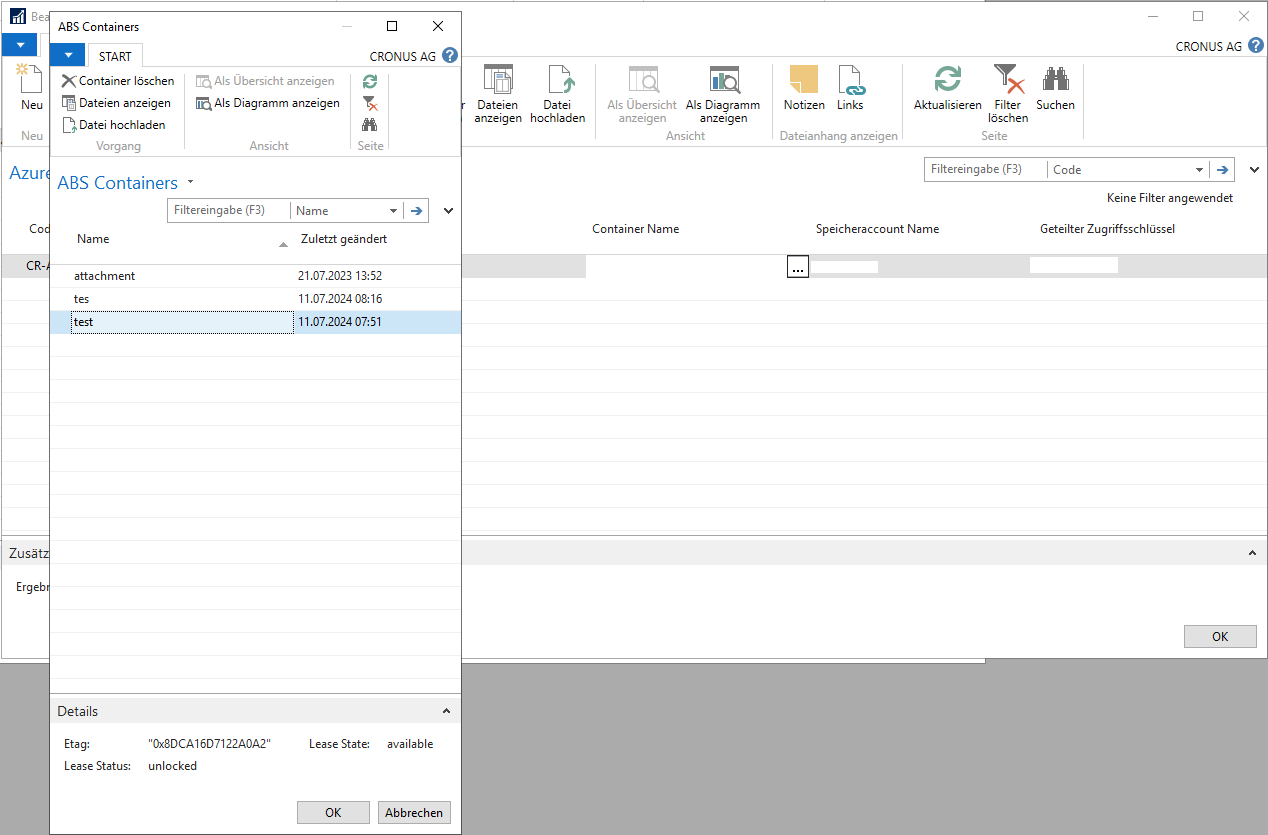 Bea
ABS Containers
START
CRONUS AG
CRONUS AG
Container löschen
Dateien anzeigen
Datei hochladen
Vorgang
Als Übersicht anzeigen
Als Diagramm anzeigen
Ansicht
Seite
Neu
Neu
r
Dateien anzeigen
Datei hochladen
Als Übersicht anzeigen
Als Diagramm anzeigen
Ansicht
Notizen
Links
Dateianhang anzeigen
Aktualisieren
Filter löschen
Suchen
Seite
Azure
ABS Containers
Filtereingabe (F3)
Name
Filtereingabe (F3)
Code
Keine Filter angewendet
Cod
Name
Zuletzt geändert
Container Name
Speicheraccount Name
Geteilter Zugriffsschlüssel
CR-A
...
attachment 21.07.2023 13:52
tes 11.07.2024 08:16
test 11.07.2024 07:51
Zusätz
Ergebn
OK
Details
Etag: "0x8DCA16D7122A0A2" Lease State: available
Lease Status: unlocked
OK
Abbrechen